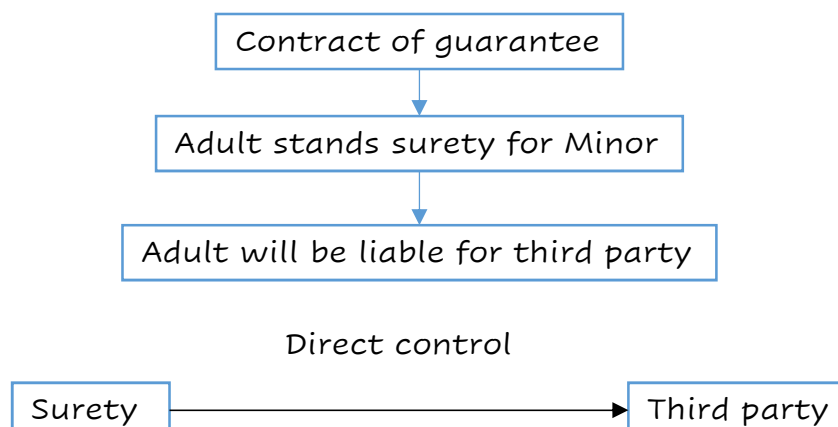 Contract of guarantee
Adult stands surety for Minor
Adult will be liable for third party
Direct control
Surety
Third party